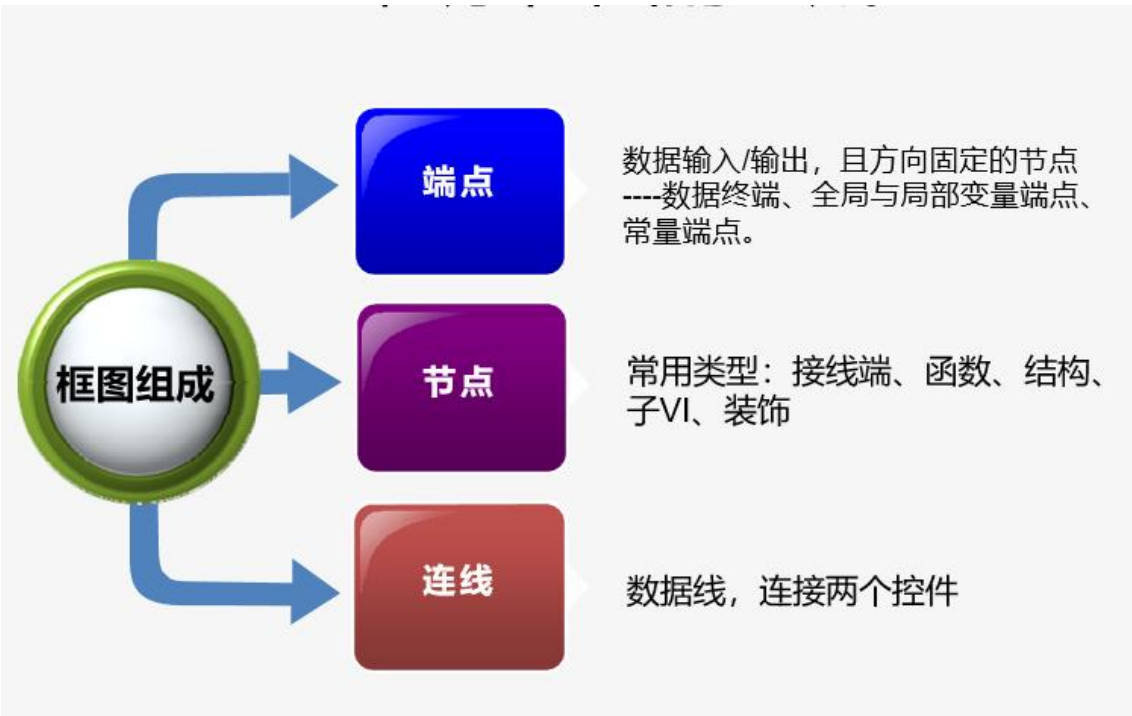 端点
数据输入/输出，且方向固定的节点
----数据终端、全局与局部变量端点、
常量端点。
框图组成
节点
常用类型：接线端、函数、结构、
子VI、装饰
连线
数据线，连接两个控件